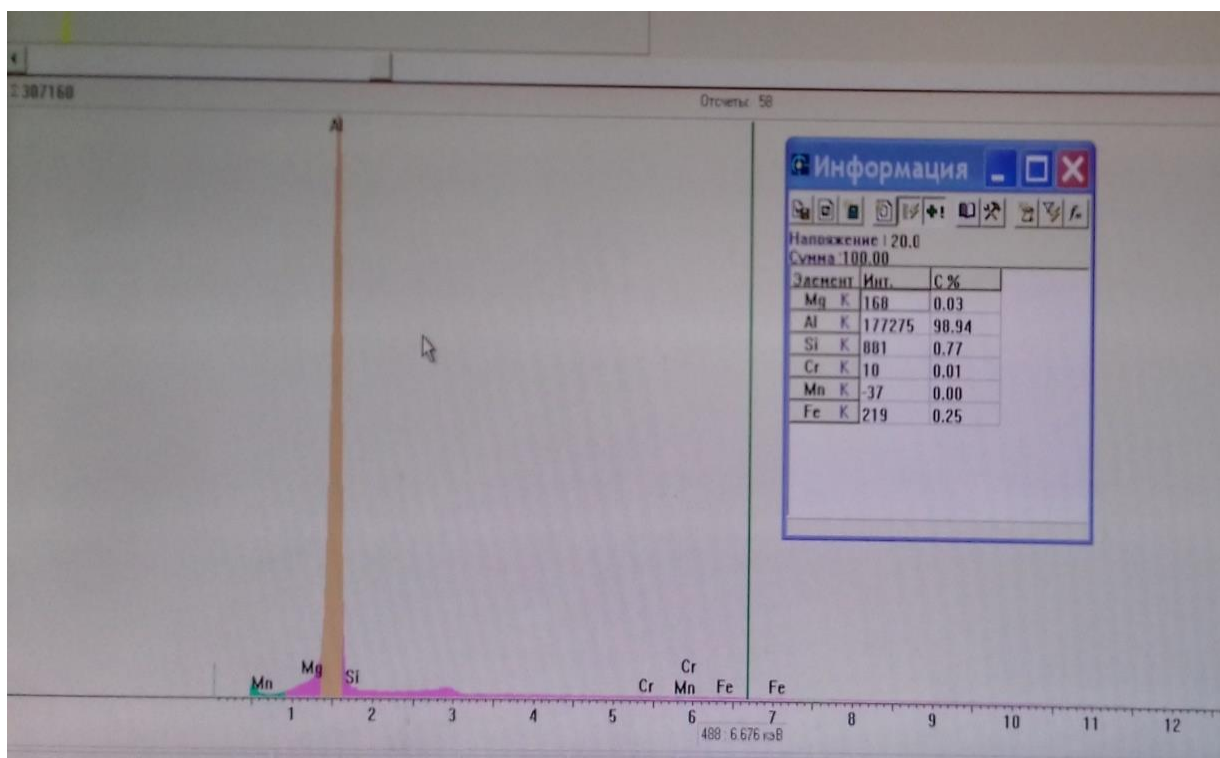 Σ 387160
Отсчеты: 58
Al
Mn
Mg
Si
Cr
Cr
Mn
Fe
Fe
1 2 3 4 5 6 7 8 9 10 11 12
488 : 6.676 кэВ
Информация
Напряжение : 20.0
Сумма :100.00
Элемент Инт. С %
Mg K 168 0.03
Al K 177275 98.94
Si K 881 0.77
Cr K 10 0.01
Mn K -37 0.00
Fe K 219 0.25